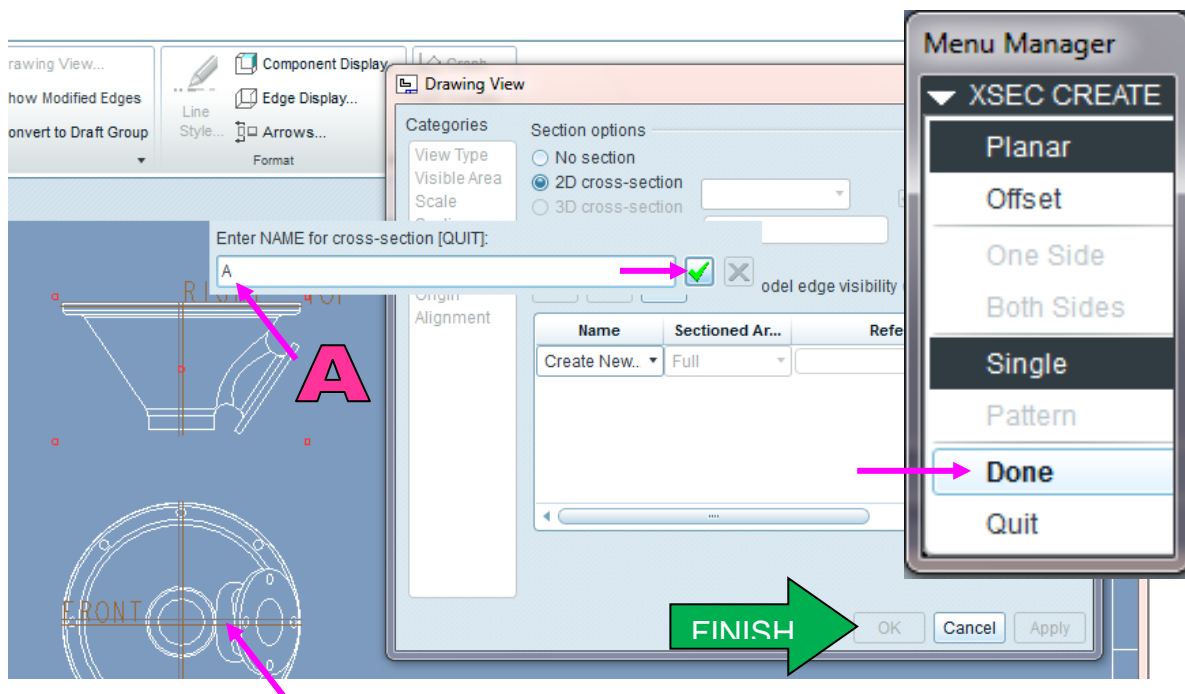 rawing View...
how Modified Edges
onvert to Draft Group
Line
Style...
Component Display
Edge Display...
Arrows...
Format
Drawing View
Categories
View Type
Visible Area
Scale
Origin
Alignment
Section options
No section
2D cross-section
3D cross-section
odel edge visibility
Name Sectioned Ar... Refe
Create New.. Full
OK Cancel Apply
Enter NAME for cross-section [QUIT]:
A
A
FRONT
FINISH
Menu Manager
XSEC CREATE
Planar
Offset
One Side
Both Sides
Single
Pattern
Done
Quit